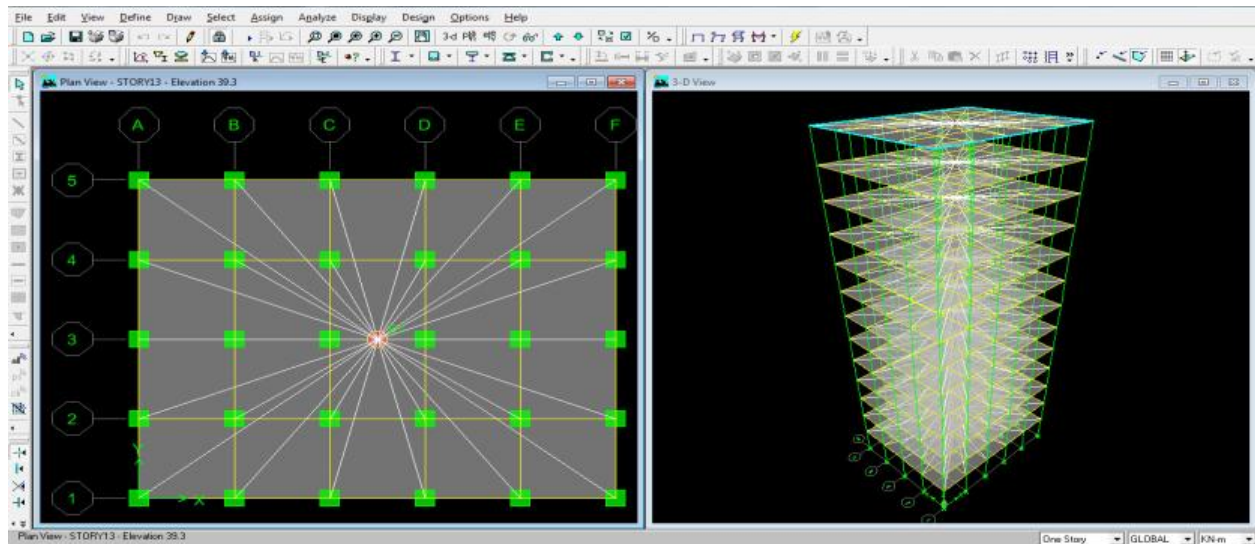 File Edit View Define Draw Select Assign Analyze Display Design Options Help
3-d
Plan View - STORY13 - Elevation 39.3
3-D View
A B C D E F
5
4
3
2
1
Y
X
Plan View - STORY13 - Elevation 39.3
One Story GLOBAL KN-m